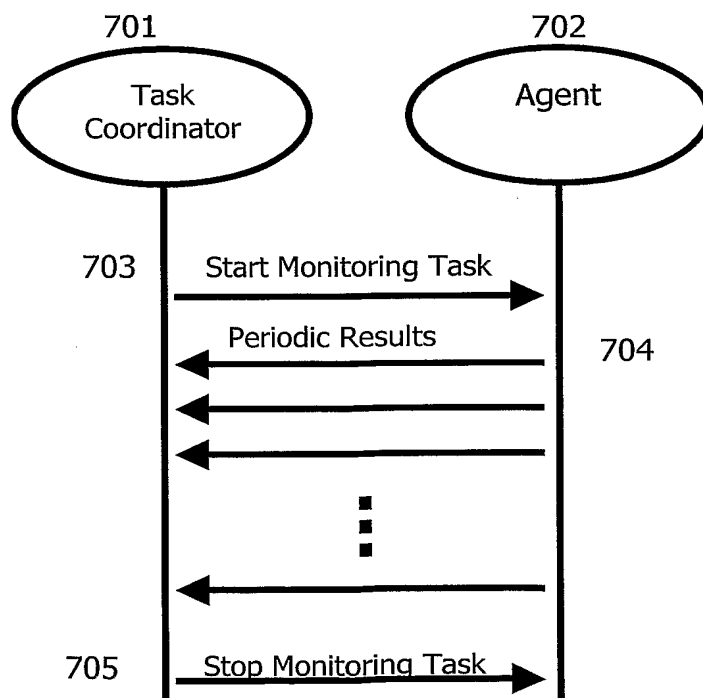 701
702
Task
Coordinator
Agent
703
Start Monitoring Task
Periodic Results
704
705
Stop Monitoring Task